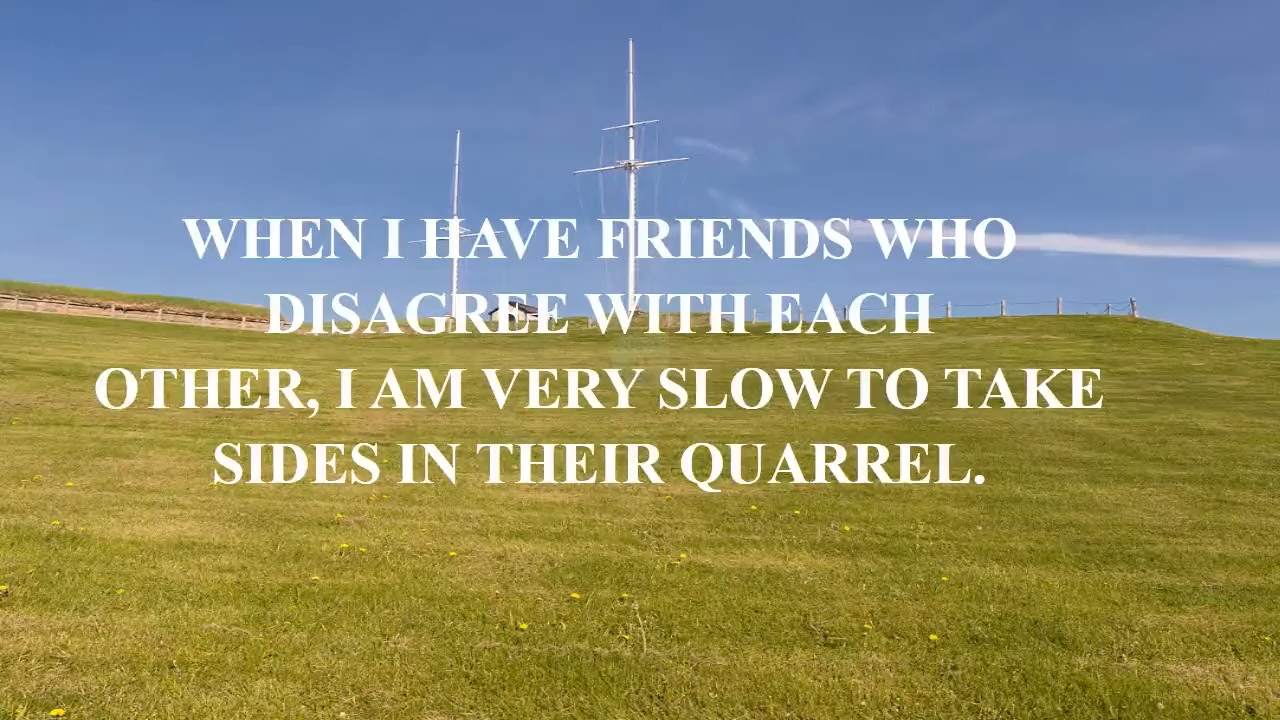 WHEN I HAVE FRIENDS WHO
DISAGREE WITH EACH
OTHER, I AM VERY SLOW TO TAKE
SIDES IN THEIR QUARREL.